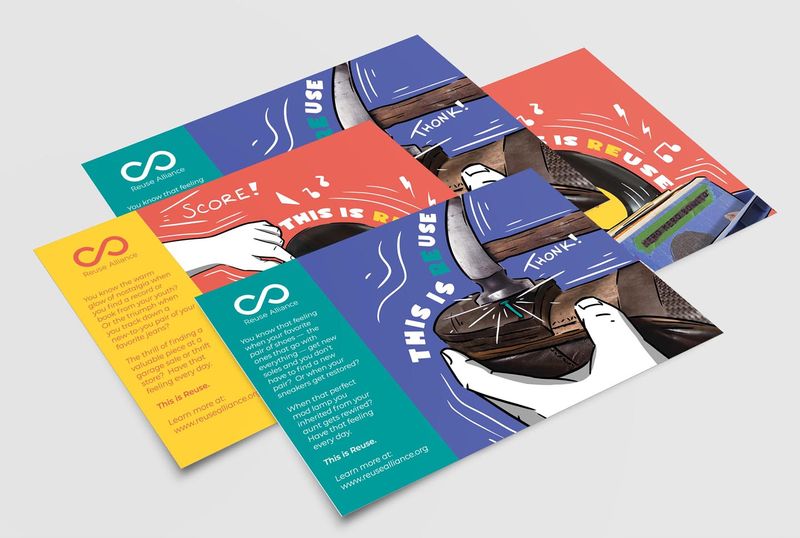 Reuse Alliance
You know that feeling
REUSE
THONK!
IS REUSE
SCORE!
THIS IS R
Reuse Alliance
You know the warm
glow of nostalgia when
you find a record or
book from your youth?
Or the triumph when
you track down a
new-to-you pair of your
favorite jeans?
The thrill of finding a
valuable piece at a
garage sale or thrift
store? Have that
feeling every day.
This is Reuse.
Learn more at:
www.reusealliance.org
Reuse Alliance
You know that feeling
when your favorite
pair of shoes — the
ones that go with
everything — get new
soles and you don't
have to find a new
pair? Or when your
sneakers get restored?
When that perfect
mod lamp you
inherited from your
aunt gets rewired?
Have that feeling
every day.
This is Reuse.
Learn more at:
www.reusealliance.org
THIS IS REUSE
THONK!